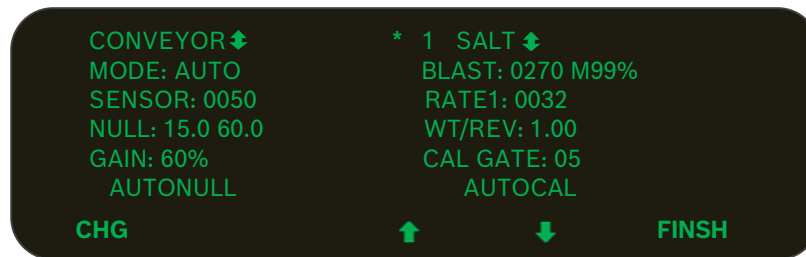 CONVEYOR * 1 SALT
MODE: AUTO BLAST: 0270 M99%
SENSOR: 0050 RATE1: 0032
NULL: 15.0 60.0 WT/REV: 1.00
GAIN: 60% CAL GATE: 05
AUTONULL AUTOCAL
CHG FINSH